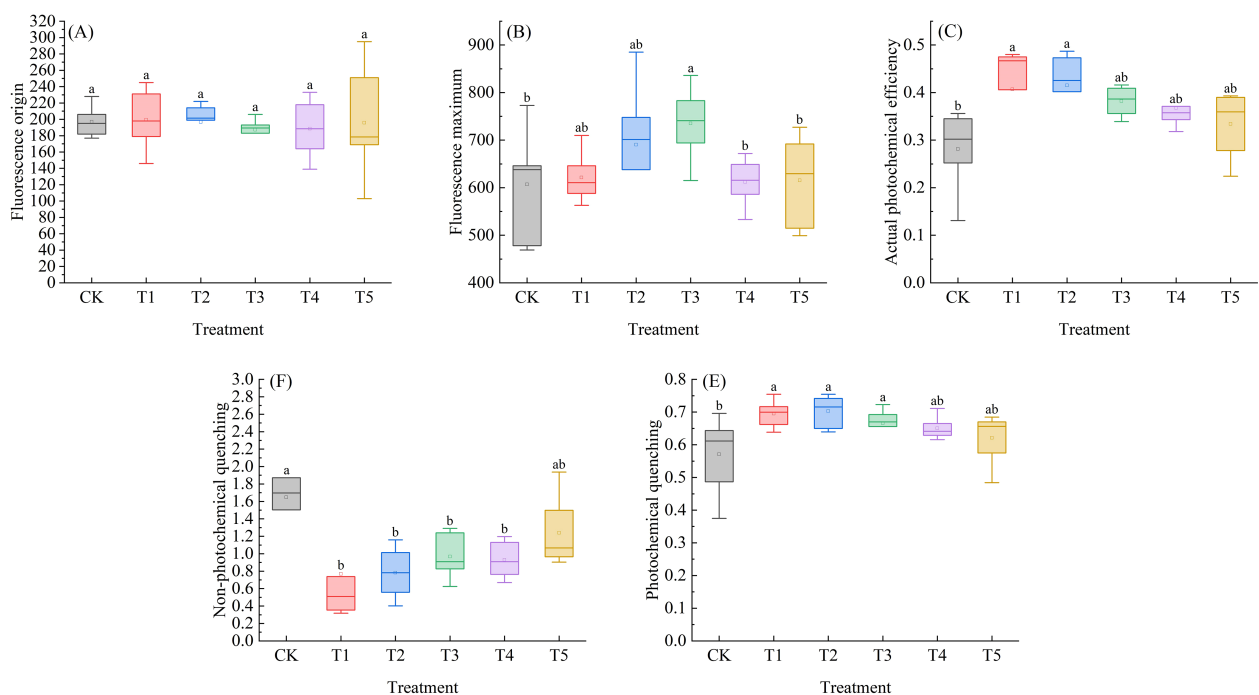 (A)
Fluorescence origin
320
300
280
260
240
220
200
180
160
140
120
100
80
60
40
20
0
a a a a a a
CK T1 T2 T3 T4 T5
Treatment
(B)
Fluorescence maximum
900
800
700
600
500
400
b ab ab a b b
CK T1 T2 T3 T4 T5
Treatment
(C)
Actual photochemical efficiency
0.5
0.4
0.3
0.2
0.1
0.0
b a a ab ab ab
CK T1 T2 T3 T4 T5
Treatment
(F)
Non-photochemical quenching
3.0
2.8
2.6
2.4
2.2
2.0
1.8
1.6
1.4
1.2
1.0
0.8
0.6
0.4
0.2
0.0
a b b b b ab
CK T1 T2 T3 T4 T5
Treatment
(E)
Photochemical quenching
0.8
0.7
0.6
0.5
0.4
0.3
0.2
0.1
0.0
b a a a ab ab
CK T1 T2 T3 T4 T5
Treatment